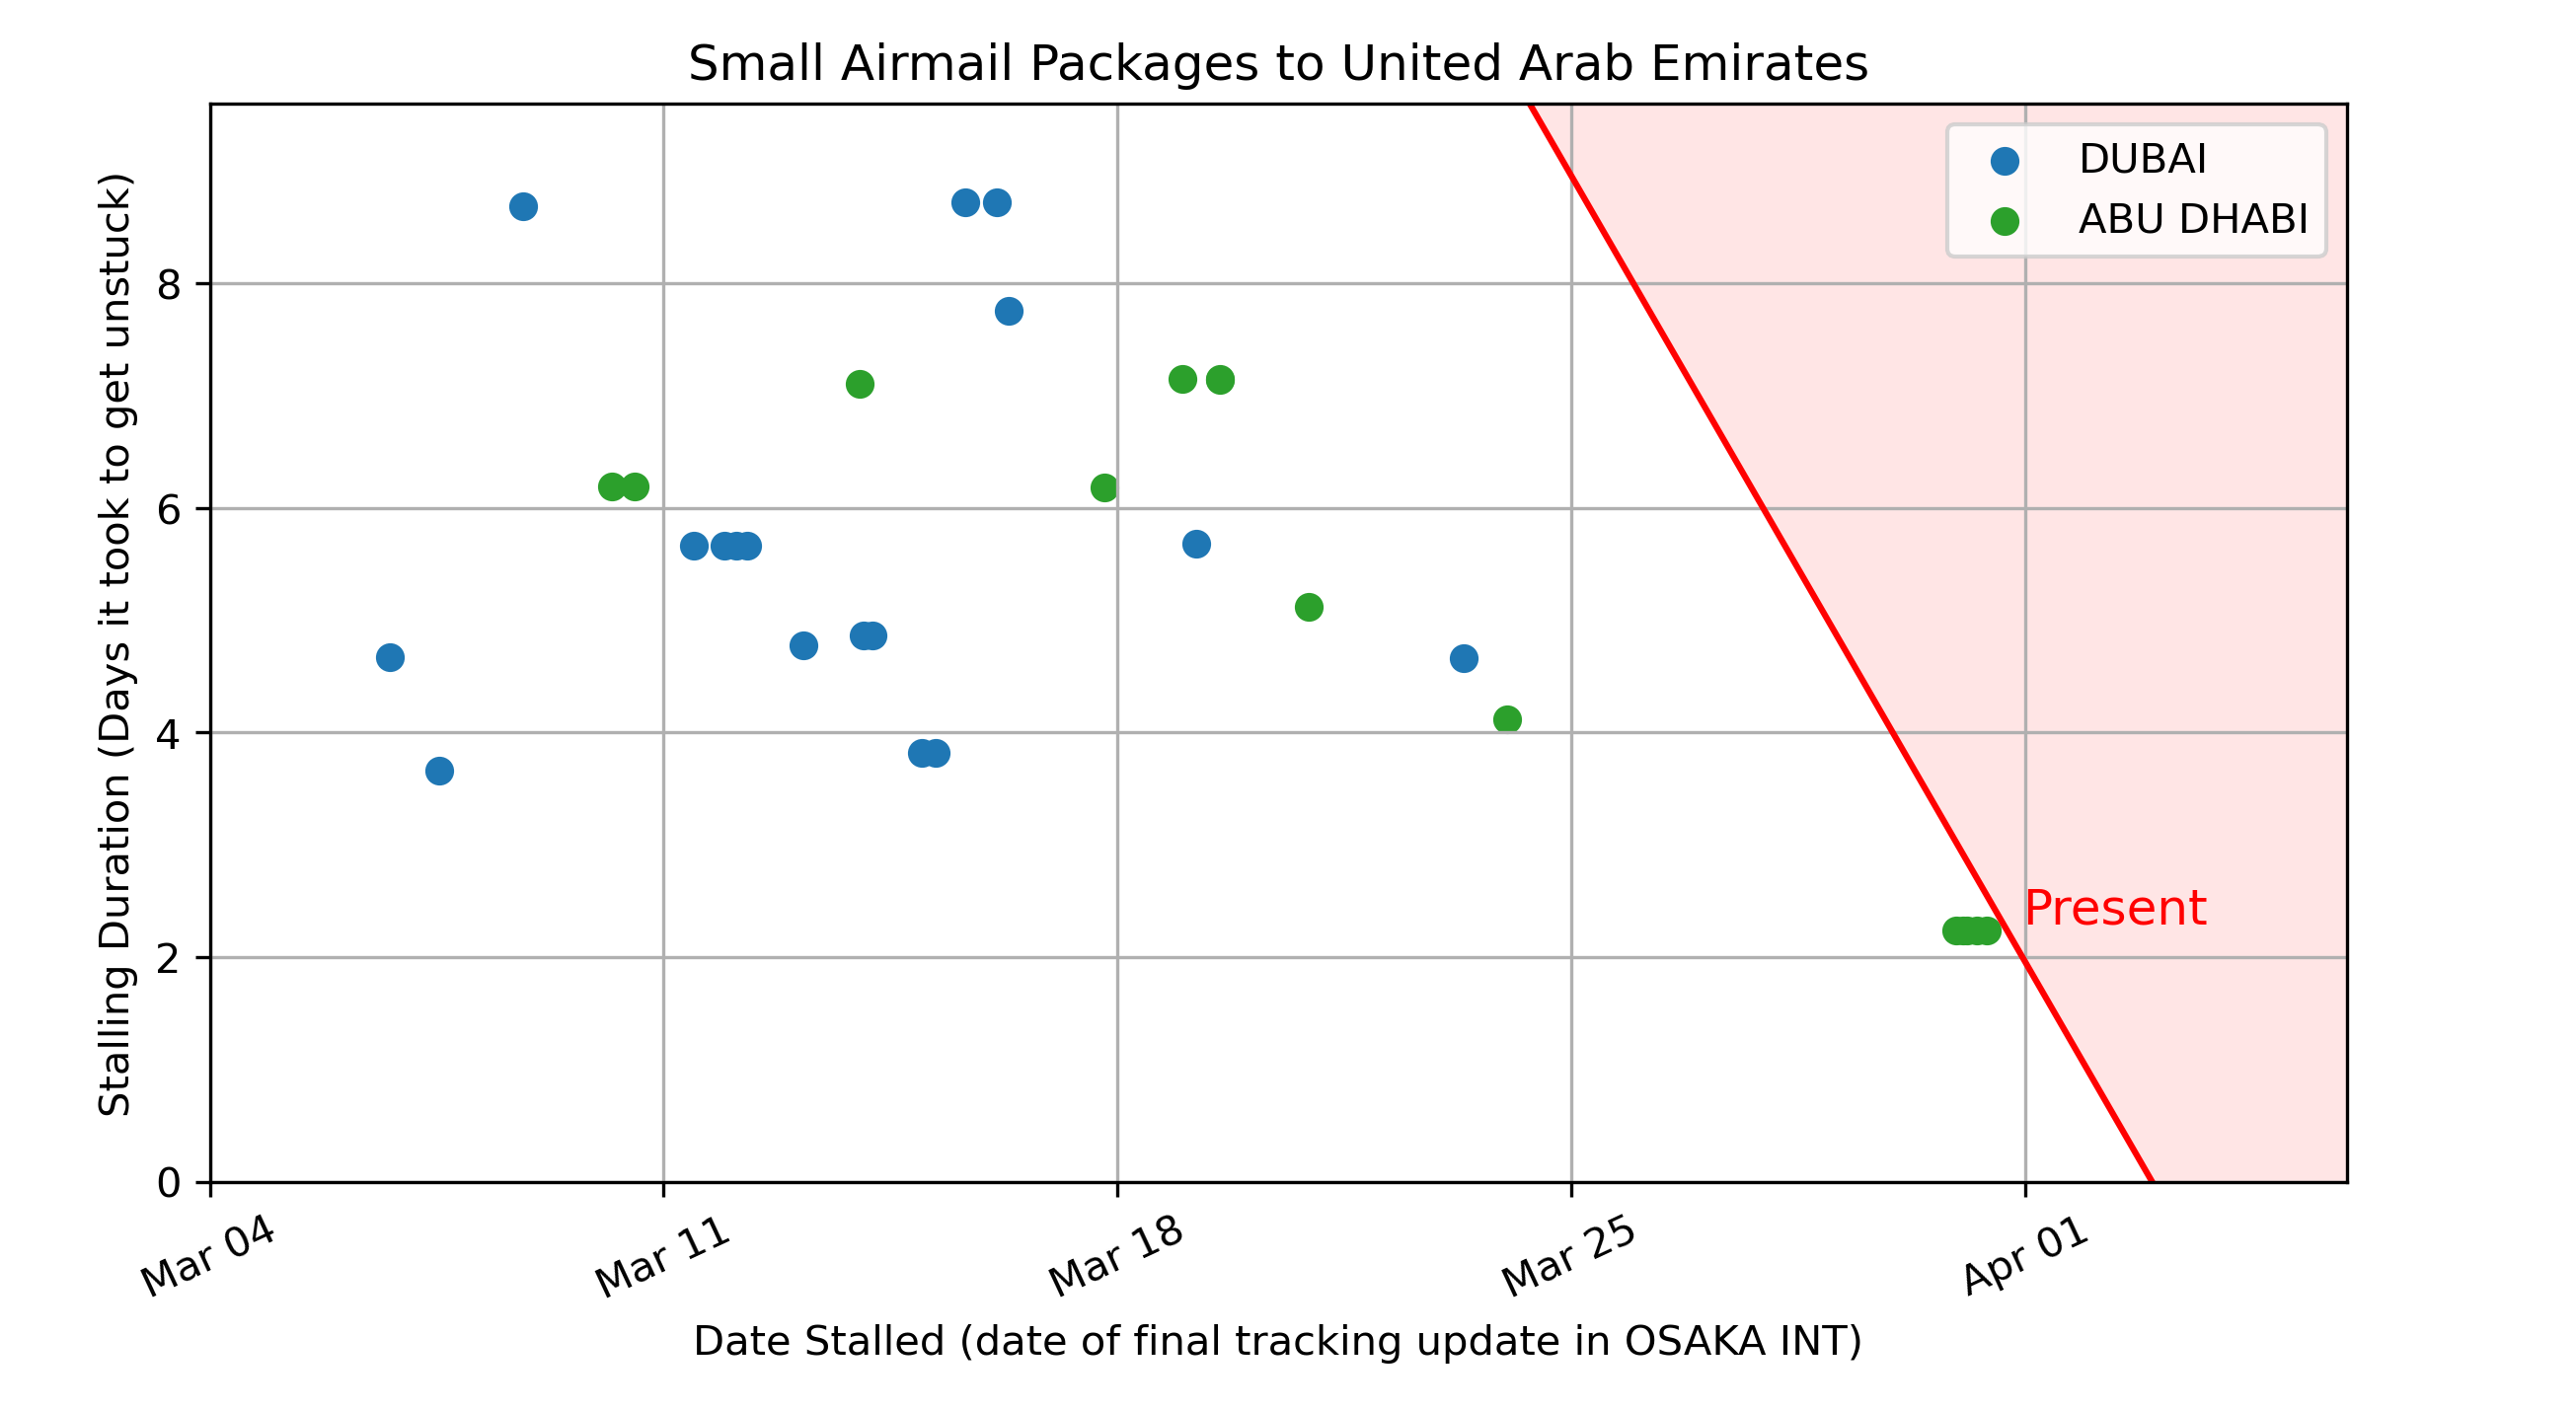 Small Airmail Packages to United Arab Emirates
DUBAI
ABU DHABI
Stalling Duration (Days it took to get unstuck)
8
6
4
2
0
Present
Mar 04
Mar 11
Mar 18
Mar 25
Apr 01
Date Stalled (date of final tracking update in OSAKA INT)